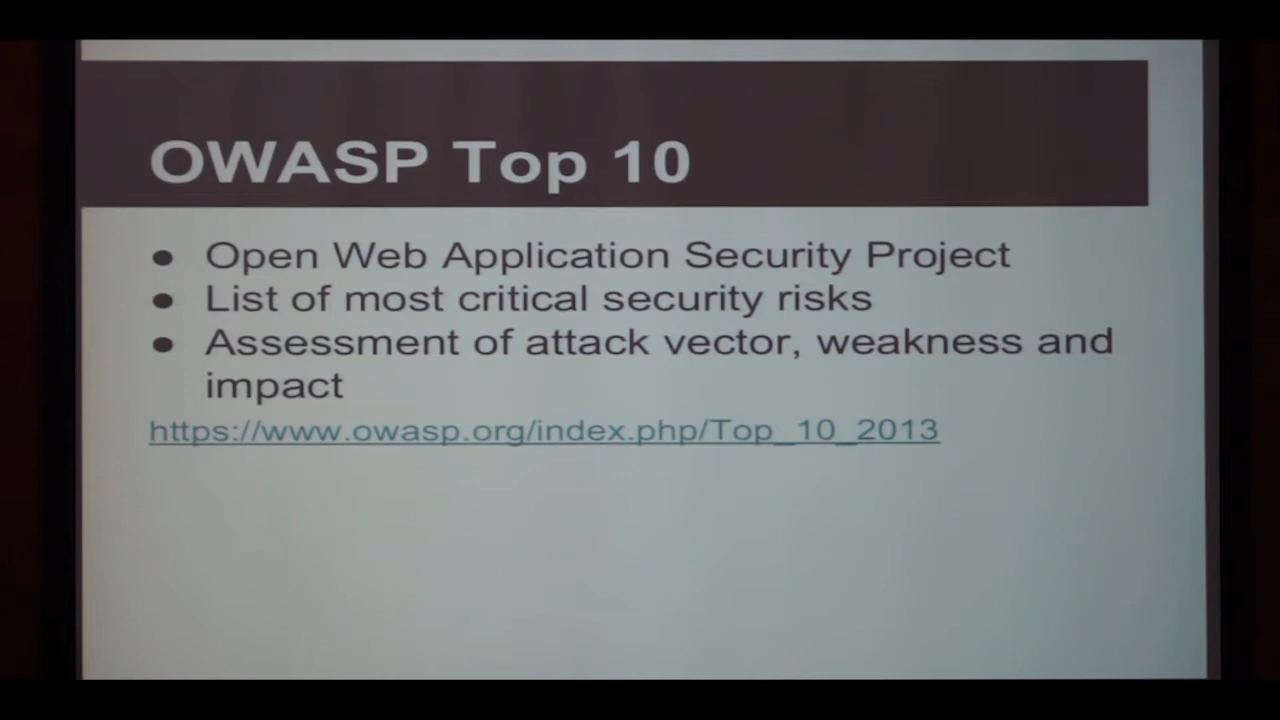 OWASP Top 10
● Open Web Application Security Project
● List of most critical security risks
● Assessment of attack vector, weakness and
impact
https://www.owasp.org/index.php/Top_10_2013